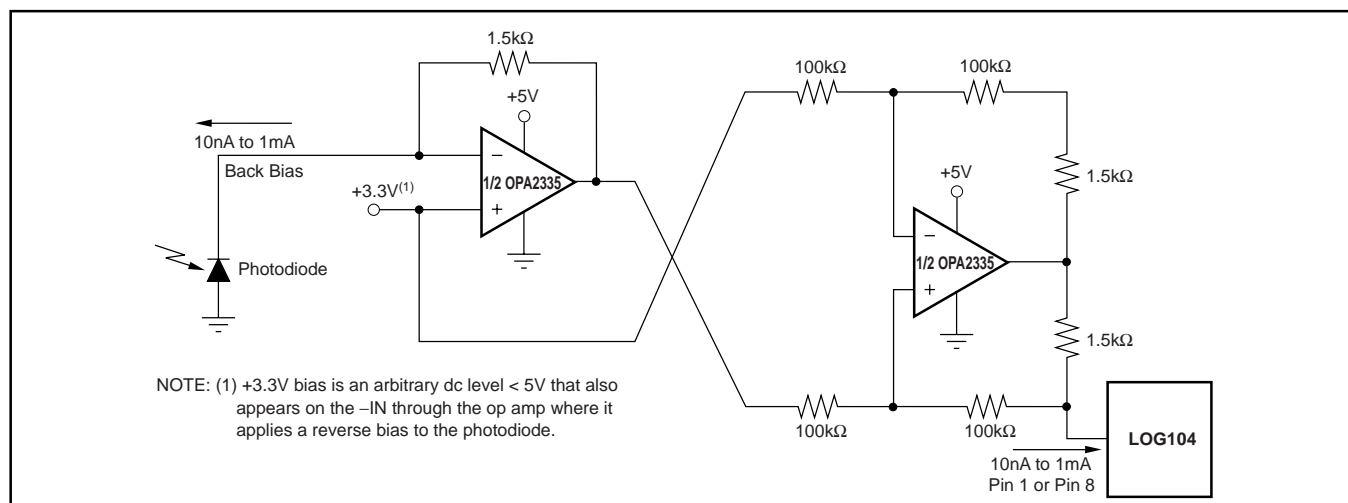 1.5kΩ
+5V
10nA to 1mA
Back Bias
−
1/2 OPA2335
+
+3.3V(1)
Photodiode
100kΩ
100kΩ
1.5kΩ
+5V
−
1/2 OPA2335
+
1.5kΩ
100kΩ
100kΩ
LOG104
10nA to 1mA
Pin 1 or Pin 8
NOTE: (1) +3.3V bias is an arbitrary dc level < 5V that also
appears on the −IN through the op amp where it
applies a reverse bias to the photodiode.